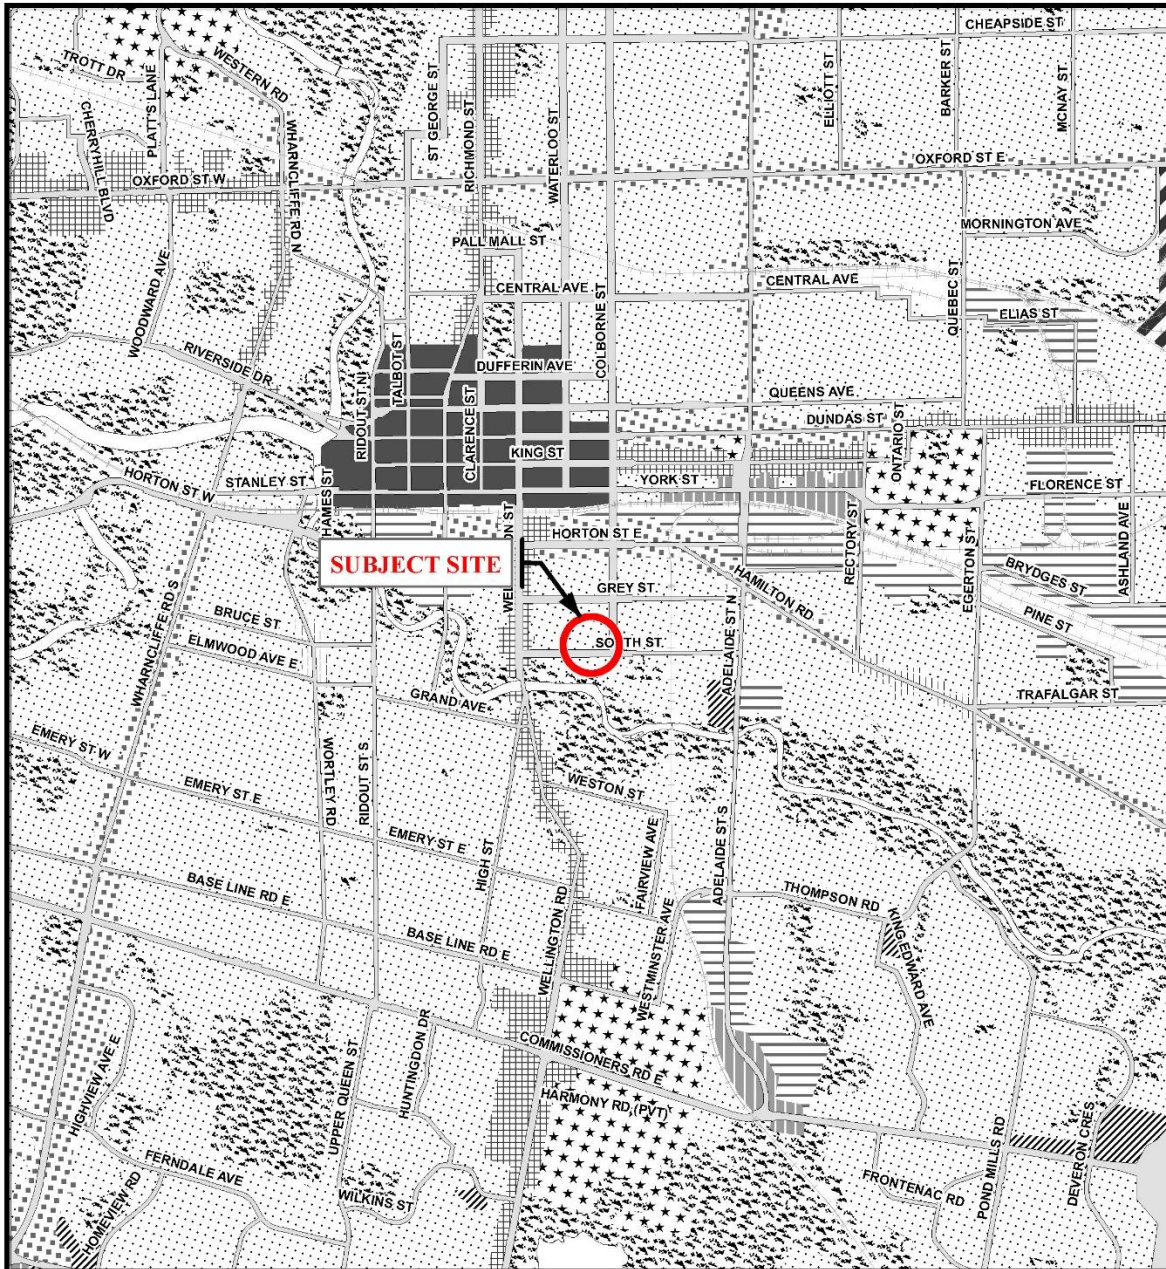 CHEAPSIDE ST
TROTT DR
PLATT'S LANE
WESTERN RD
CHERRYHILL BLVD
WHARNCLIFFE RD N
ST GEORGE ST
RICHMOND ST
WATERLOO ST
ELLIOTT ST
BARKER ST
MCNAY ST
OXFORD ST W
OXFORD ST E
PALL MALL ST
MORNINGTON AVE
WOODWARD AVE
CENTRAL AVE
CENTRAL AVE
COLBORNE ST
QUEBEC ST
ELIAS ST
RIVERSIDE DR
TALBOT ST
RIDOUT ST N
DUFFERIN AVE
CLARENCE ST
QUEENS AVE
DUNDAS ST
ONTARIO ST
KING ST
YORK ST
STANLEY ST
HORTON ST W
FLORENCE ST
ASHLAND AVE
RECTORY ST
EGERTON ST
HORTON ST E
HAMILTON RD
BRYDGES ST
PINE ST
SUBJECT SITE
GREY ST.
WHARNCLIFFE RD S
BRUCE ST
ELMWOOD AVE E
SOUTH ST.
ADELAIDE ST N
TRAFALGAR ST
GRAND AVE
EMERY ST W
WORTLEY RD
RIDOUT ST S
WESTON ST
EMERY ST E
EMERY ST E
HIGH ST
FAIRVIEW AVE
ADELAIDE ST S
BASE LINE RD E
BASE LINE RD E
WELLINGTON RD
WESTMINSTER AVE
THOMPSON RD
KING EDWARD AVE
HIGHVIEW AVE E
UPPER QUEEN ST
HUNTINGDON DR
COMMISSIONERS RD E
HARMONY RD (PVT)
FERNDALE AVE
HOMEVIEW RD
WILKINS ST
FRONTENAC RD
POND MILLS RD
DEVERON CRES